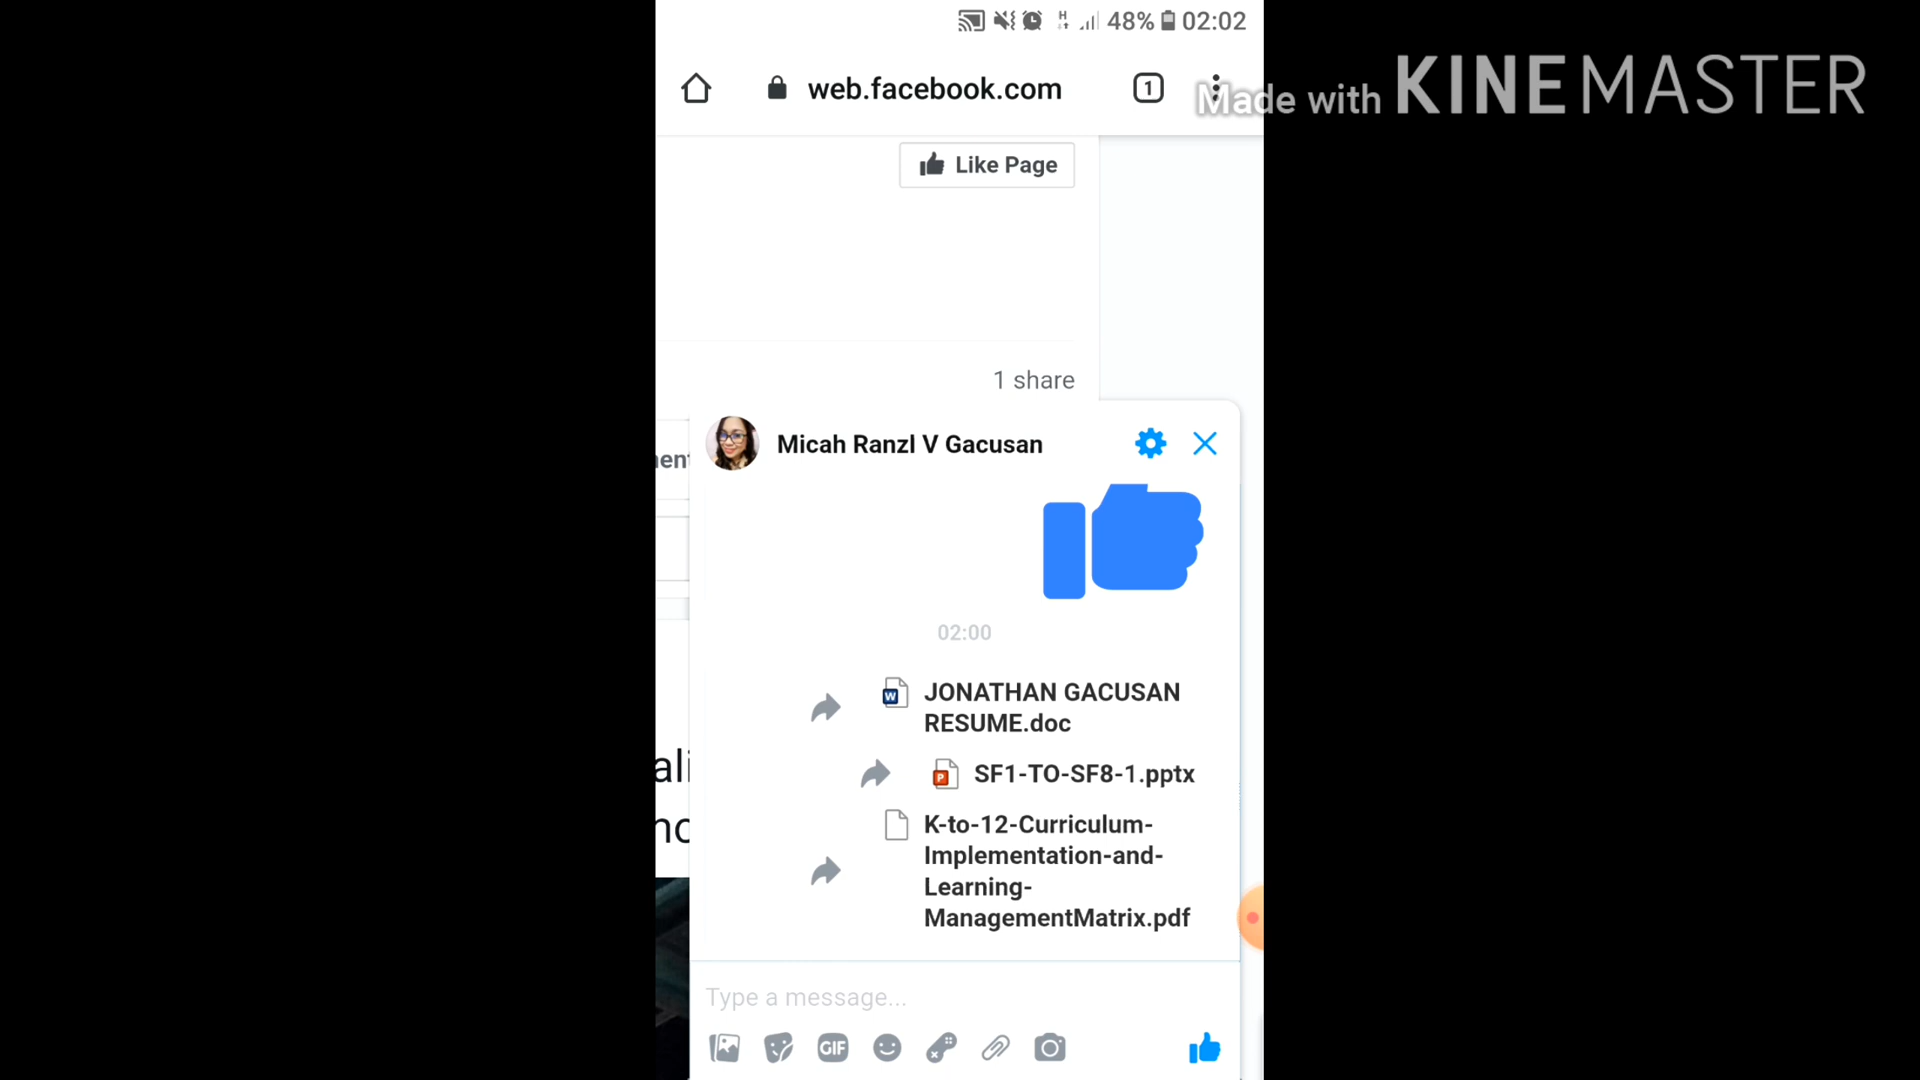 H 48% 02:02
web.facebook.com 1
Made with KINEMASTER
Like Page
1 share
Micah Ranzl V Gacusan
02:00
W JONATHAN GACUSAN
RESUME.doc
P SF1-TO-SF8-1.pptx
K-to-12-Curriculum-
Implementation-and-
Learning-
ManagementMatrix.pdf
Type a message...
GIF